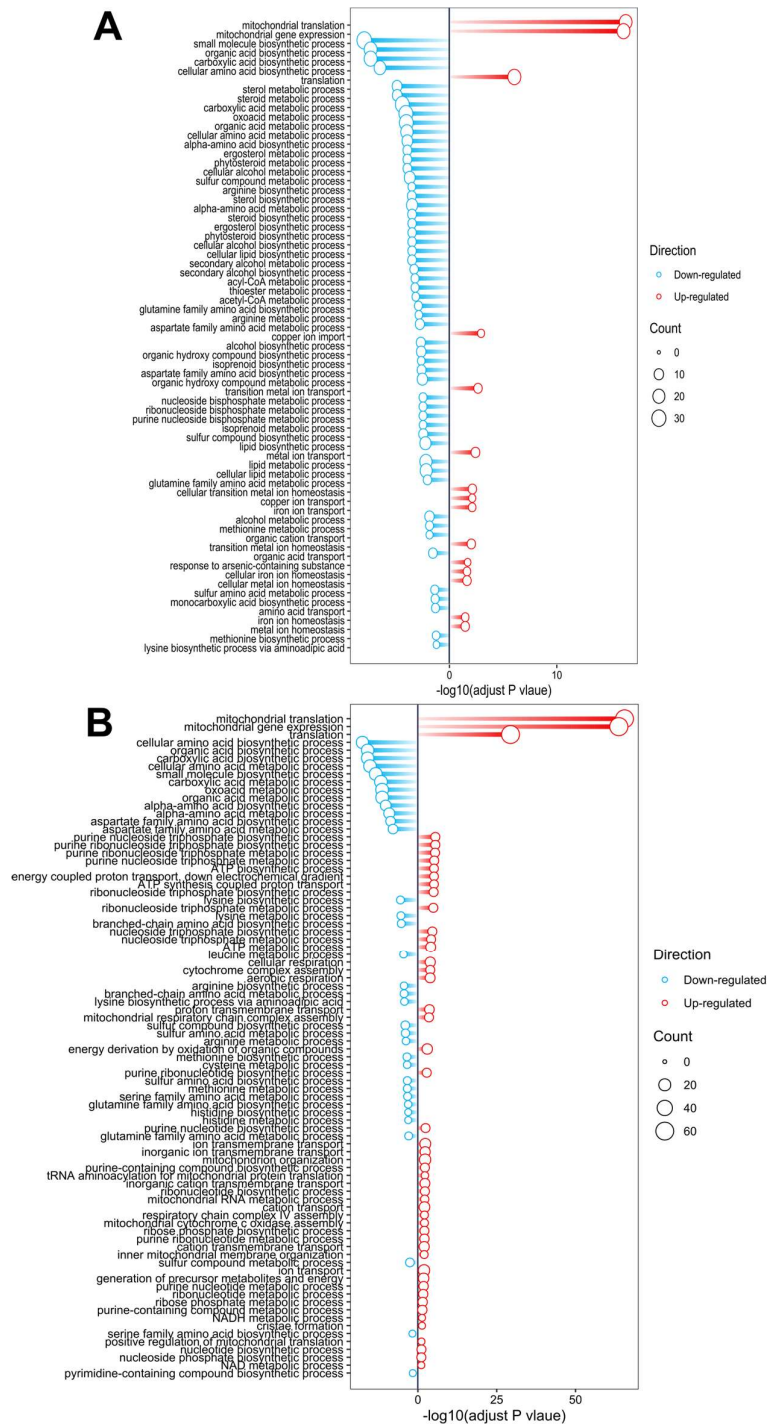 A
mitochondrial translation
mitochondrial gene expression
small molecule biosynthetic process
organic acid biosynthetic process
carboxylic acid biosynthetic process
cellular amino acid biosynthetic process
translation
sterol metabolic process
steroid metabolic process
carboxylic acid metabolic process
oxoacid metabolic process
organic acid metabolic process
cellular amino acid metabolic process
alpha-amino acid biosynthetic process
ergosterol metabolic process
phytosteroid metabolic process
cellular alcohol metabolic process
sulfur compound metabolic process
arginine biosynthetic process
sterol biosynthetic process
alpha-amino acid metabolic process
steroid biosynthetic process
ergosterol biosynthetic process
phytosteroid biosynthetic process
cellular alcohol biosynthetic process
cellular lipid biosynthetic process
secondary alcohol metabolic process
secondary alcohol biosynthetic process
acyl-CoA metabolic process
thioester metabolic process
acetyl-CoA metabolic process
glutamine family amino acid biosynthetic process
arginine metabolic process
aspartate family amino acid metabolic process
copper ion import
alcohol biosynthetic process
organic hydroxy compound biosynthetic process
isoprenoid biosynthetic process
aspartate family amino acid biosynthetic process
organic hydroxy compound metabolic process
transition metal ion transport
nucleoside bisphosphate metabolic process
ribonucleoside bisphosphate metabolic process
purine nucleoside bisphosphate metabolic process
isoprenoid metabolic process
sulfur compound biosynthetic process
lipid biosynthetic process
metal ion transport
lipid metabolic process
cellular lipid metabolic process
glutamine family amino acid metabolic process
cellular transition metal ion homeostasis
copper ion transport
iron ion transport
alcohol metabolic process
methionine metabolic process
organic cation transport
transition metal ion homeostasis
organic acid transport
response to arsenic-containing substance
cellular iron ion homeostasis
cellular metal ion homeostasis
sulfur amino acid metabolic process
monocarboxylic acid biosynthetic process
amino acid transport
iron ion homeostasis
metal ion homeostasis
methionine biosynthetic process
lysine biosynthetic process via aminoadipic acid
0
10
-log10(adjust P vlaue)
Direction
Down-regulated
Up-regulated
Count
0
10
20
30
B
mitochondrial translation
mitochondrial gene expression
translation
cellular amino acid biosynthetic process
organic acid biosynthetic process
carboxylic acid biosynthetic process
cellular amino acid metabolic process
small molecule biosynthetic process
carboxylic acid metabolic process
oxoacid metabolic process
organic acid metabolic process
alpha-amino acid biosynthetic process
alpha-amino acid metabolic process
aspartate family amino acid biosynthetic process
aspartate family amino acid metabolic process
purine nucleoside triphosphate biosynthetic process
purine ribonucleoside triphosphate biosynthetic process
purine ribonucleoside triphosphate metabolic process
purine nucleoside triphosphate metabolic process
ATP biosynthetic process
energy coupled proton transport, down electrochemical gradient
ATP synthesis coupled proton transport
ribonucleoside triphosphate biosynthetic process
lysine biosynthetic process
ribonucleoside triphosphate metabolic process
lysine metabolic process
branched-chain amino acid biosynthetic process
nucleoside triphosphate biosynthetic process
nucleoside triphosphate metabolic process
ATP metabolic process
leucine metabolic process
cellular respiration
cytochrome complex assembly
aerobic respiration
arginine biosynthetic process
branched-chain amino acid metabolic process
lysine biosynthetic process via aminoadipic acid
proton transmembrane transport
mitochondrial respiratory chain complex assembly
sulfur compound biosynthetic process
sulfur amino acid biosynthetic process
arginine metabolic process
energy derivation by oxidation of organic compounds
methionine biosynthetic process
cysteine metabolic process
purine ribonucleotide biosynthetic process
sulfur amino acid metabolic process
methionine metabolic process
serine family amino acid metabolic process
glutamine family amino acid biosynthetic process
histidine biosynthetic process
histidine metabolic process
purine nucleotide biosynthetic process
glutamine family amino acid metabolic process
ion transmembrane transport
inorganic ion transmembrane transport
mitochondrion organization
purine-containing compound biosynthetic process
tRNA aminoacylation for mitochondrial protein translation
inorganic cation transmembrane transport
ribonucleotide biosynthetic process
mitochondrial RNA metabolic process
cation transport
respiratory chain complex IV assembly
mitochondrial cytochrome c oxidase assembly
ribose phosphate biosynthetic process
purine ribonucleotide metabolic process
cation transmembrane transport
inner mitochondrial membrane organization
sulfur compound metabolic process
ion transport
generation of precursor metabolites and energy
purine nucleotide metabolic process
ribonucleotide metabolic process
ribose phosphate metabolic process
purine-containing compound metabolic process
NADH metabolic process
cristae formation
serine family amino acid biosynthetic process
positive regulation of mitochondrial translation
nucleotide biosynthetic process
nucleoside phosphate biosynthetic process
NAD metabolic process
pyrimidine-containing compound biosynthetic process
0
25
50
-log10(adjust P vlaue)
Direction
Down-regulated
Up-regulated
Count
0
20
40
60